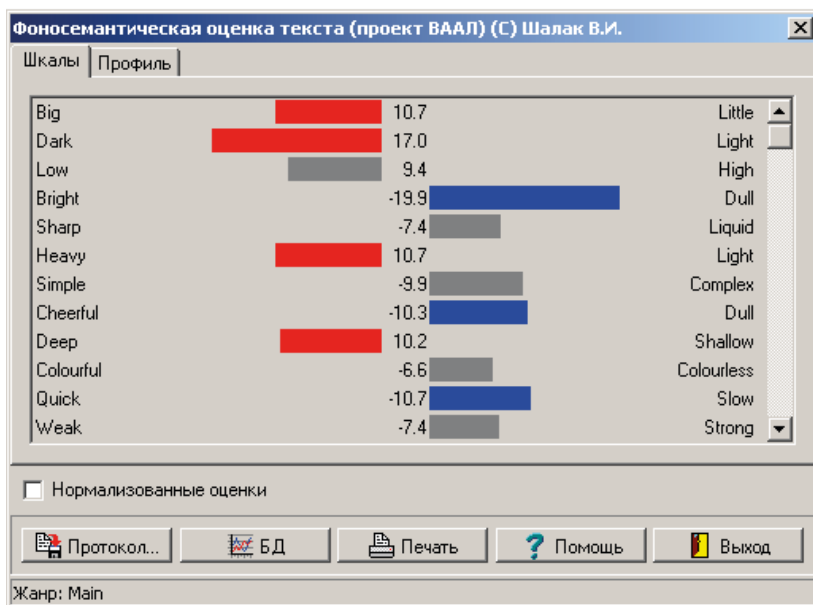 Фоносемантическая оценка текста (проект ВААЛ) (С) Шалак В.И.
Шкалы Профиль
Big 10.7 Little
Dark 17.0 Light
Low 9.4 High
Bright -19.9 Dull
Sharp -7.4 Liquid
Heavy 10.7 Light
Simple -9.9 Complex
Cheerful -10.3 Dull
Deep 10.2 Shallow
Colourful -6.6 Colourless
Quick -10.7 Slow
Weak -7.4 Strong
Нормализованные оценки
Протокол... БД Печать Помощь Выход
Жанр: Main